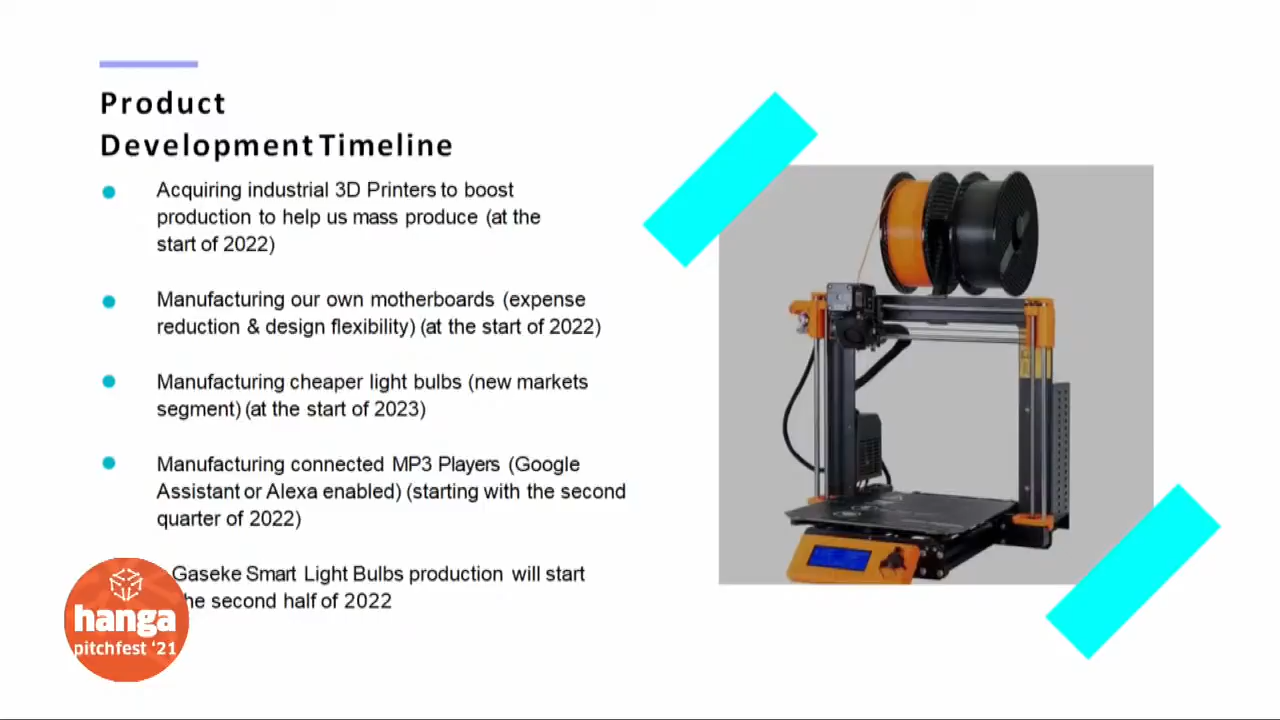 Product
Development Timeline
Acquiring industrial 3D Printers to boost
production to help us mass produce (at the
start of 2022)
Manufacturing our own motherboards (expense
reduction & design flexibility) (at the start of 2022)
Manufacturing cheaper light bulbs (new markets
segment) (at the start of 2023)
Manufacturing connected MP3 Players (Google
Assistant or Alexa enabled) (starting with the second
quarter of 2022)
Gaseke Smart Light Bulbs production will start
he second half of 2022
hanga
pitchfest '21